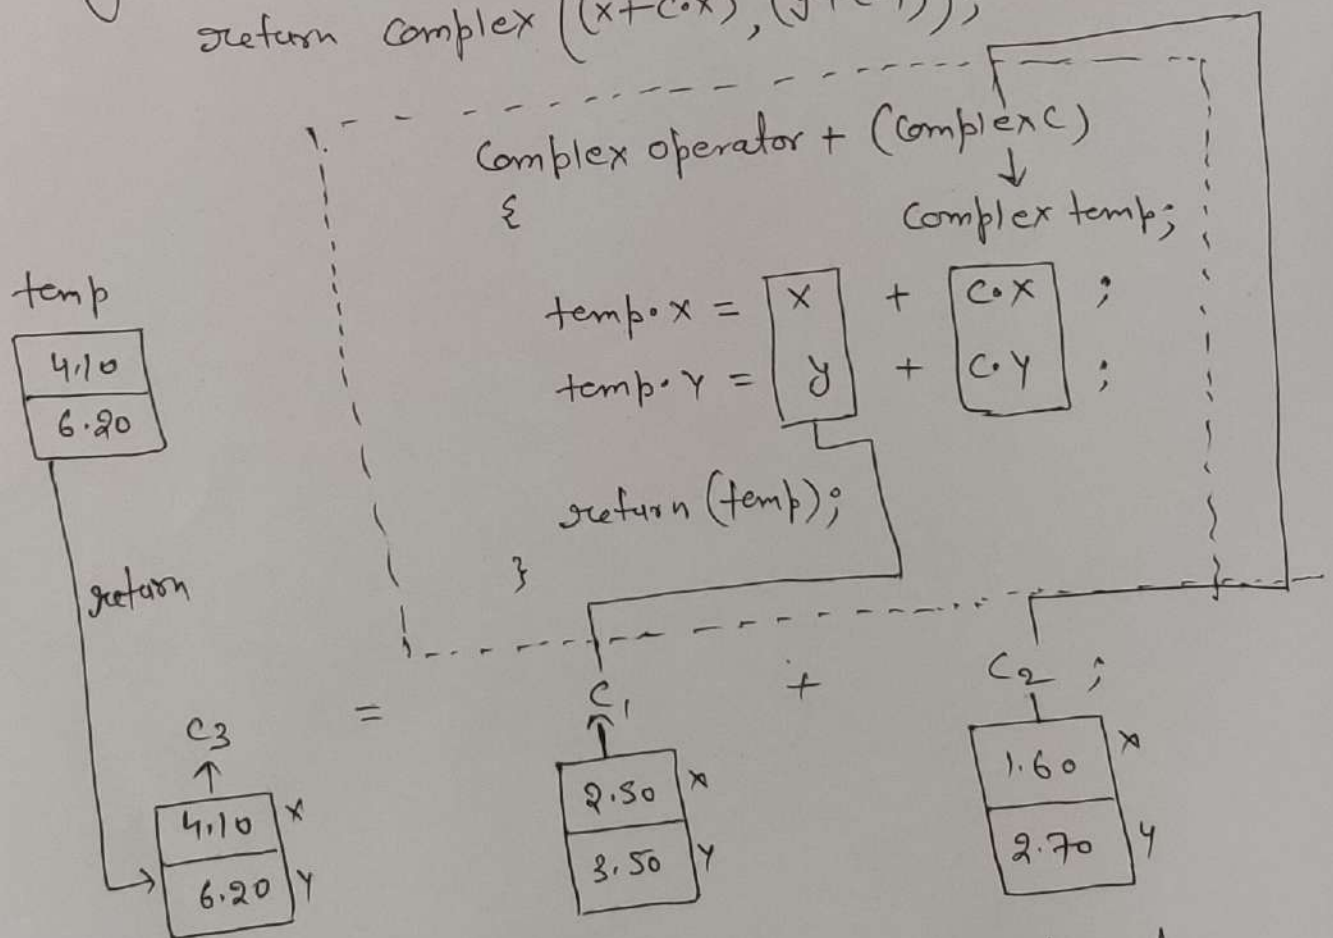 return complex ((x+c.x), (y+c.y));
Complex operator + (Complex c)
{
Complex temp;
temp.x = x + c.x ;
temp.y = y + c.y ;
return (temp);
}
temp
4.10
6.20
return
C3 = C1 + C2 ;
4.10 x
6.20 y
2.50 x
3.50 y
1.60 x
2.70 y